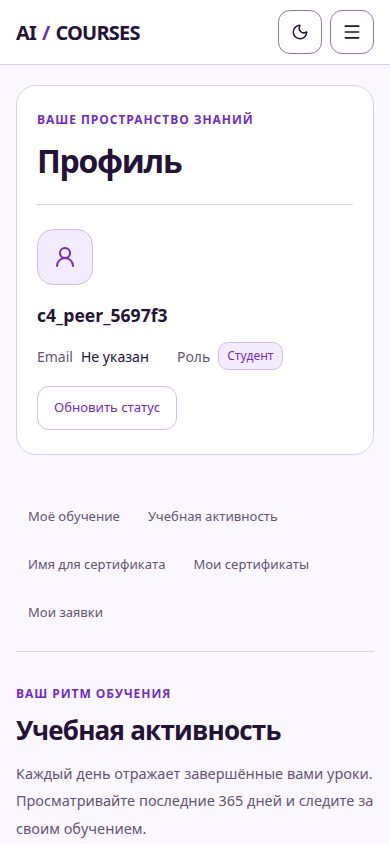 AI / COURSES
ВАШЕ ПРОСТРАНСТВО ЗНАНИЙ
Профиль
c4_peer_5697f3
Email Не указан Роль Студент
Обновить статус
Моё обучение Учебная активность
Имя для сертификата Мои сертификаты
Мои заявки
ВАШ РИТМ ОБУЧЕНИЯ
Учебная активность
Каждый день отражает завершённые вами уроки.
Просматривайте последние 365 дней и следите за
своим обучением.